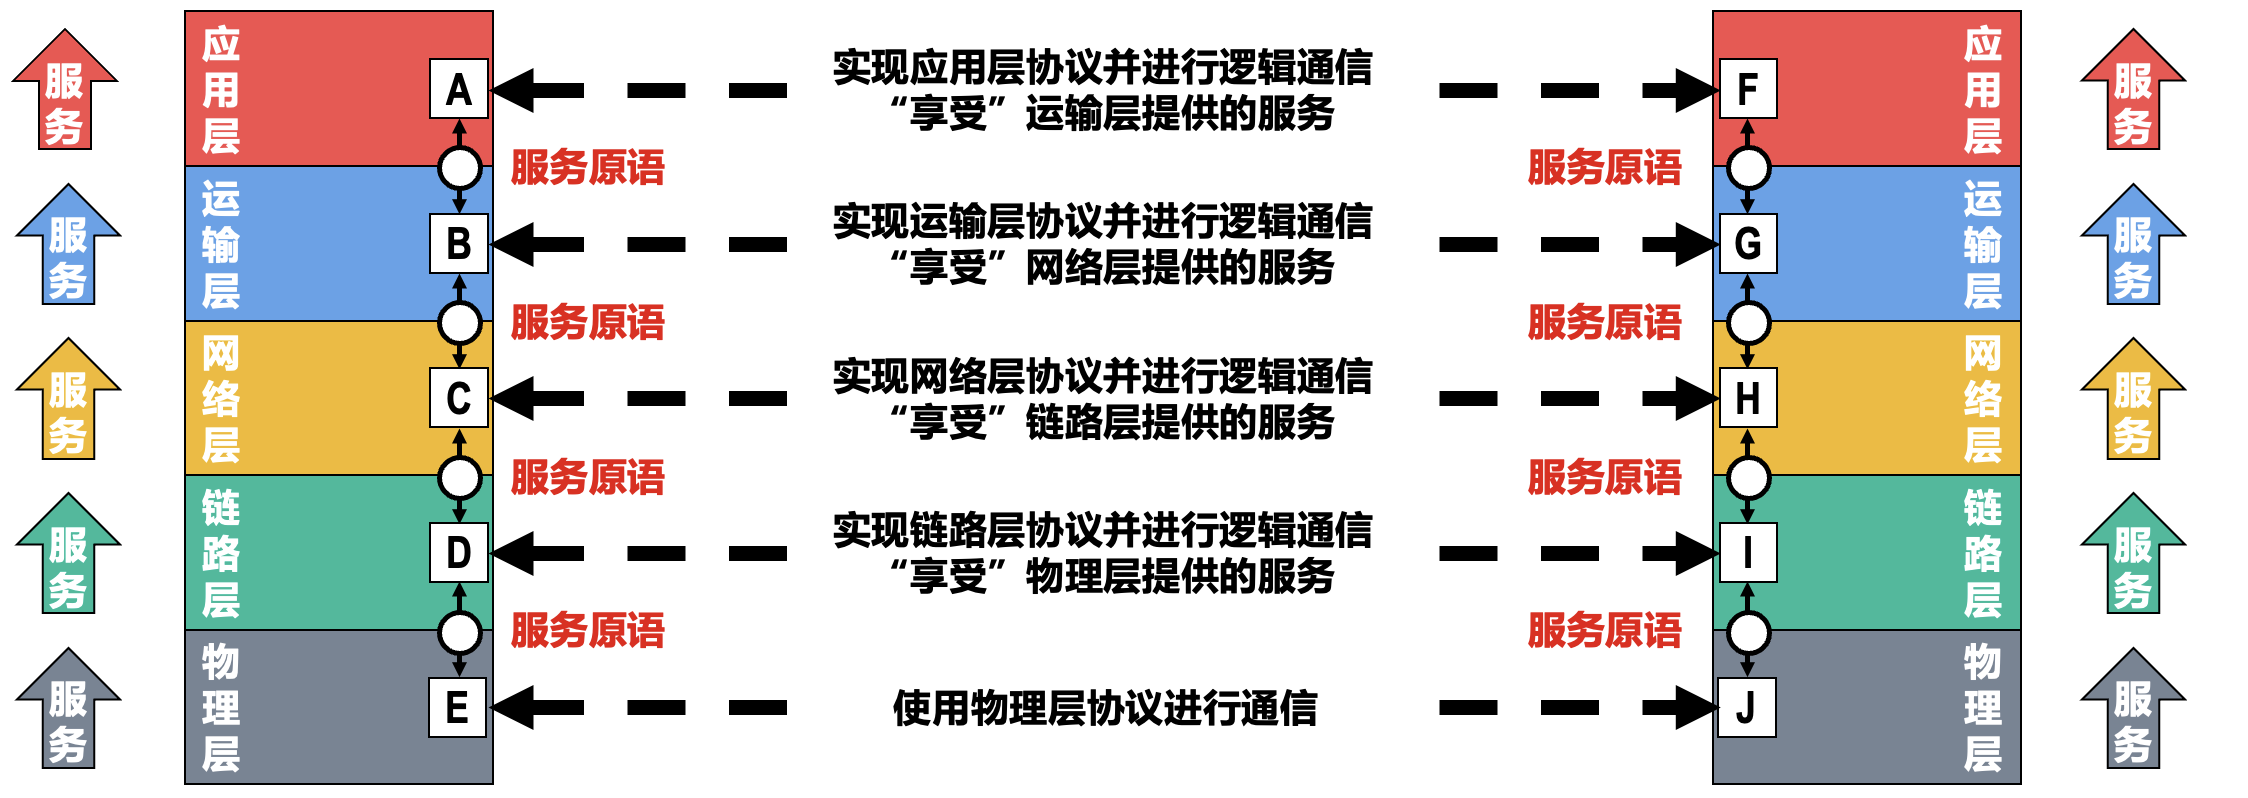 服务
应用层
A
实现应用层协议并进行逻辑通信
“享受”运输层提供的服务
F
应用层
服务
服务原语
服务原语
服务
运输层
B
实现运输层协议并进行逻辑通信
“享受”网络层提供的服务
G
运输层
服务
服务原语
服务原语
服务
网络层
C
实现网络层协议并进行逻辑通信
“享受”链路层提供的服务
H
网络层
服务
服务原语
服务原语
服务
链路层
D
实现链路层协议并进行逻辑通信
“享受”物理层提供的服务
I
链路层
服务
服务原语
服务原语
服务
物理层
E
使用物理层协议进行通信
J
物理层
服务